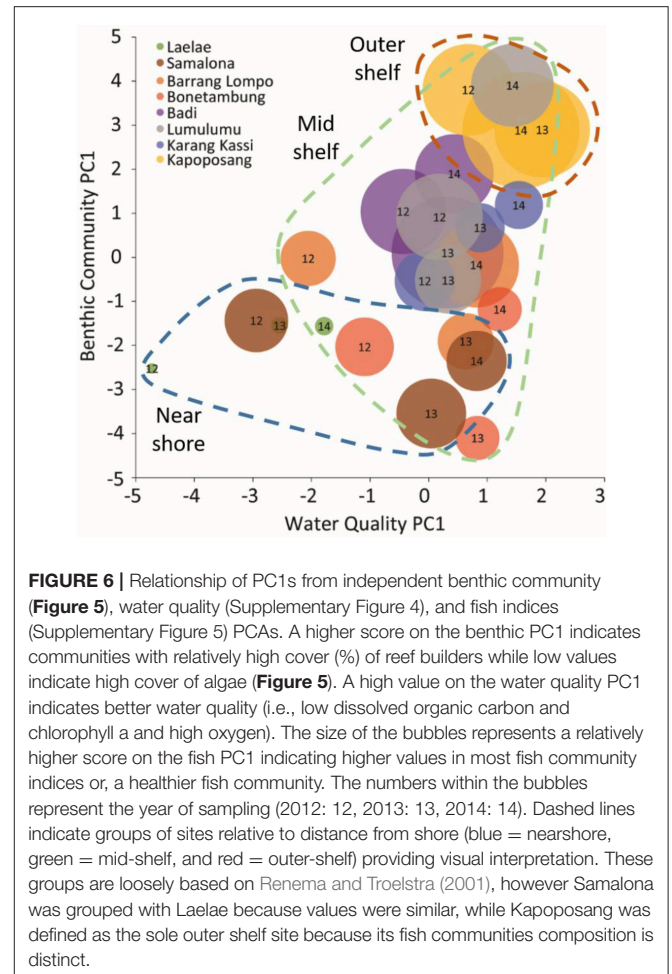 5
4
3
2
1
0
-1
-2
-3
-4
-5
Benthic Community PC1
Laelae
Samalona
Barrang Lompo
Bonetambung
Badi
Lumulumu
Karang Kassi
Kapoposang
Outer
shelf
Mid
shelf
Near
shore
12
14
14
13
14
14
12
12
13
13
12
14
12
13
14
12
14
12
13
14
12
13
14
12
13
13
-5
-4
-3
-2
-1
0
1
2
3
Water Quality PC1
FIGURE 6 | Relationship of PC1s from independent benthic community
(Figure 5), water quality (Supplementary Figure 4), and fish indices
(Supplementary Figure 5) PCAs. A higher score on the benthic PC1 indicates
communities with relatively high cover (%) of reef builders while low values
indicate high cover of algae (Figure 5). A high value on the water quality PC1
indicates better water quality (i.e., low dissolved organic carbon and
chlorophyll a and high oxygen). The size of the bubbles represents a relatively
higher score on the fish PC1 indicating higher values in most fish community
indices or, a healthier fish community. The numbers within the bubbles
represent the year of sampling (2012: 12, 2013: 13, 2014: 14). Dashed lines
indicate groups of sites relative to distance from shore (blue = nearshore,
green = mid-shelf, and red = outer-shelf) providing visual interpretation. These
groups are loosely based on Renema and Troelstra (2001), however Samalona
was grouped with Laelae because values were similar, while Kapoposang was
defined as the sole outer shelf site because its fish communities composition is
distinct.